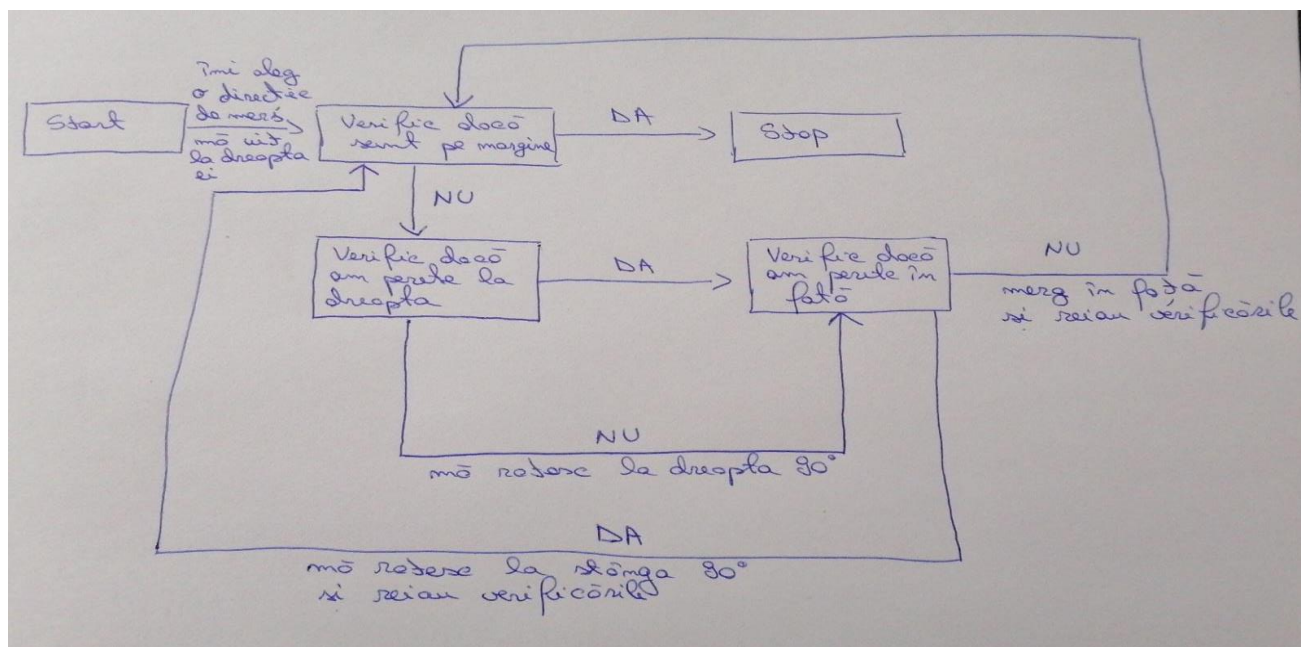 Start
îmi aleg
o direcție
de mers,
mă uit
la dreapta
ei
Verific dacă
sunt pe margine
DA
Stop
NU
Verific dacă
am perete la
dreapta
DA
Verific dacă
am perete în
față
NU
merg în față
și reiau verificările
NU
mă rotesc la dreapta 90°
DA
mă rotesc la stânga 90°
și reiau verificările